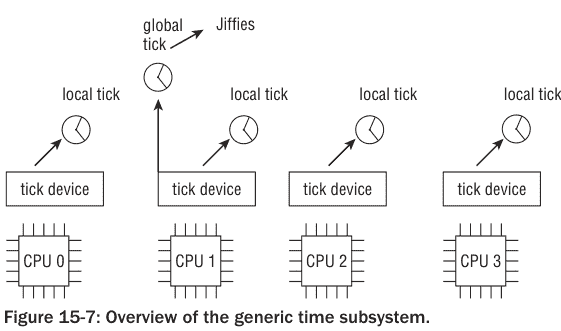 global
tick
Jiffies
local tick
local tick
local tick
local tick
tick device
tick device
tick device
tick device
CPU 0
CPU 1
CPU 2
CPU 3
Figure 15-7: Overview of the generic time subsystem.